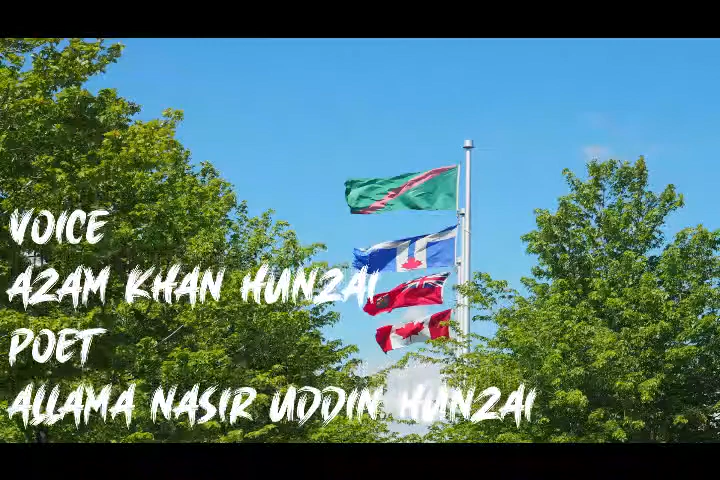 VOICE
AZAM KHAN HUNZAI
POET
ALLAMA NASIR UDDIN HUNZAI